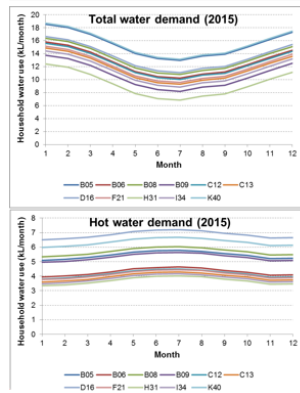 Total water demand (2015)
Household water use (kL/month)
20
18
16
14
12
10
8
6
4
2
0
1 2 3 4 5 6 7 8 9 10 11 12
Month
B05 B06 B08 B09 C12 C13
D16 F21 H31 I34 K40
Hot water demand (2015)
Household water use (kL/month)
8
7
6
5
4
3
2
1
0
1 2 3 4 5 6 7 8 9 10 11 12
Month
B05 B06 B08 B09 C12 C13
D16 F21 H31 I34 K40